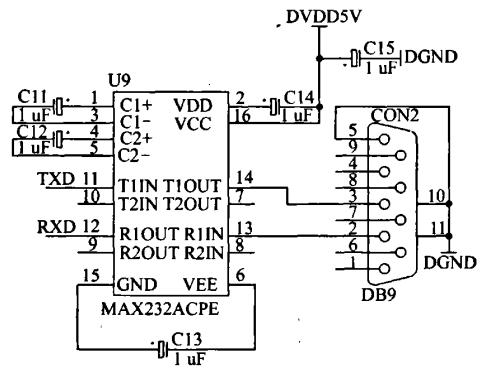 DVDD5V
C15
1 uF
DGND
U9
C11
1 uF
C12
1 uF
1 C1+ VDD 2
3 C1− VCC 16
4 C2+
5 C2−
C14
1 uF
CON2
TXD 11 T1IN T1OUT 14
10 T2IN T2OUT 7
RXD 12 R1OUT R1IN 13
9 R2OUT R2IN 8
15 GND VEE 6
MAX232ACPE
C13
1 uF
5
9
4
8
3
7
2
6
1
10
11
DGND
DB9